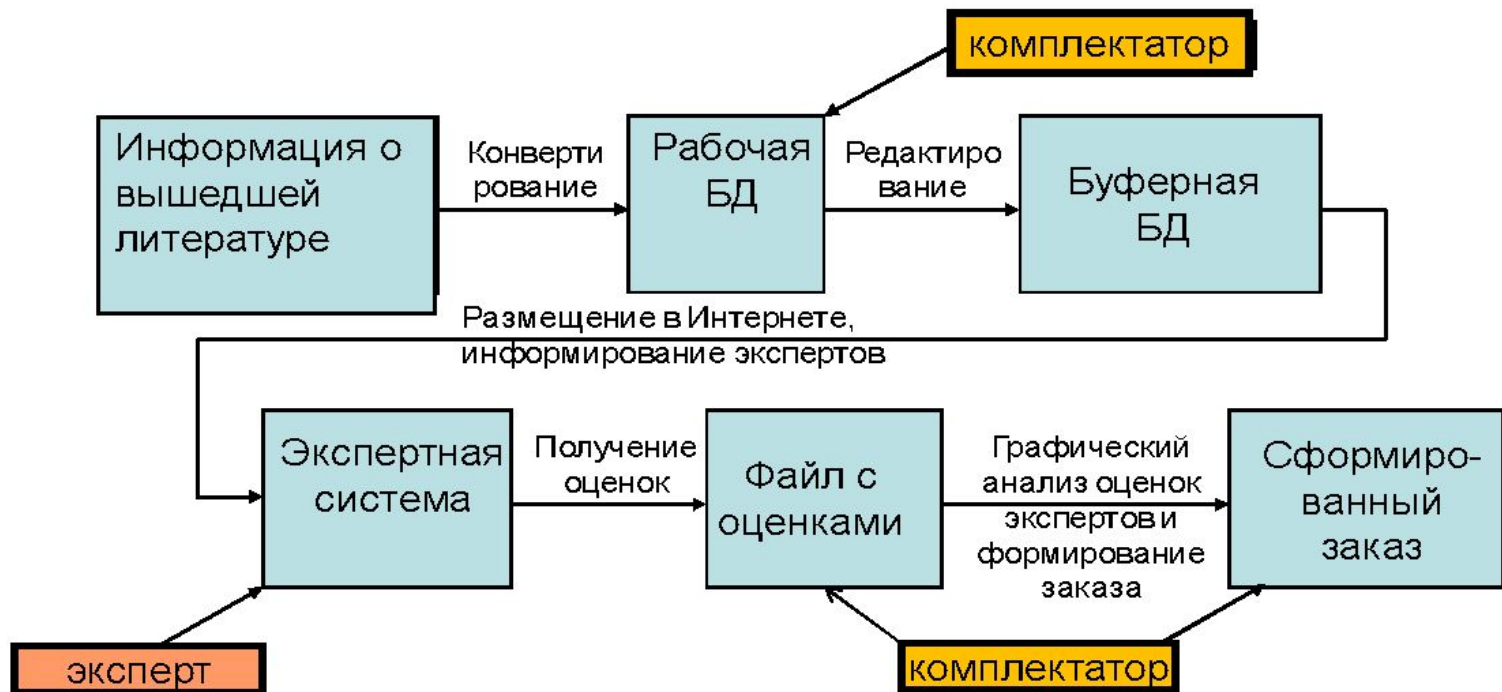 комплектатор
Информация о
вышедшей
литературе
Конверти
рование
Рабочая
БД
Редактиро
вание
Буферная
БД
Размещение в Интернете,
информирование экспертов
Экспертная
система
Получение
оценок
Файл с
оценками
Графический
анализ оценок
экспертов и
формирование
заказа
Сформиро-
ванный
заказ
эксперт
комплектатор